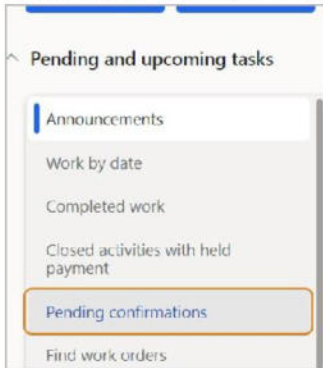 Pending and upcoming tasks
Announcements
Work by date
Completed work
Closed activities with held
payment
Pending confirmations
Find work orders